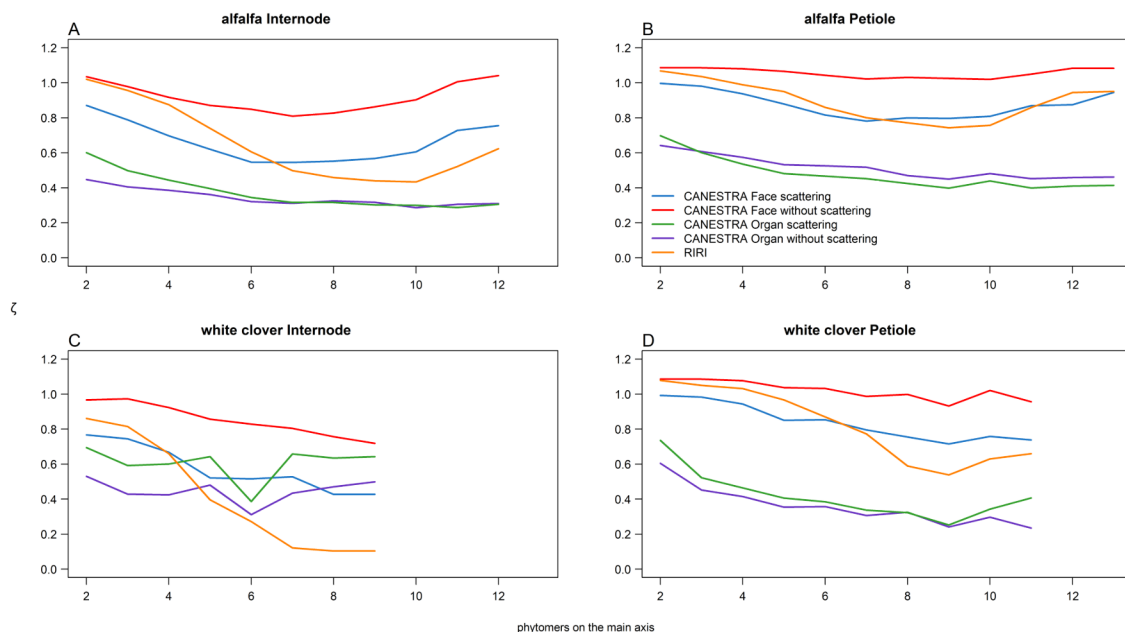 alfalfa Internode
A
1.2
1.0
0.8
0.6
0.4
0.2
0.0
2 4 6 8 10 12
alfalfa Petiole
B
1.2
1.0
0.8
0.6
0.4
0.2
0.0
CANESTRA Face scattering
CANESTRA Face without scattering
CANESTRA Organ scattering
CANESTRA Organ without scattering
RIRI
2 4 6 8 10 12
ζ
white clover Internode
C
1.2
1.0
0.8
0.6
0.4
0.2
0.0
2 4 6 8 10 12
white clover Petiole
D
1.2
1.0
0.8
0.6
0.4
0.2
0.0
2 4 6 8 10 12
phytomers on the main axis